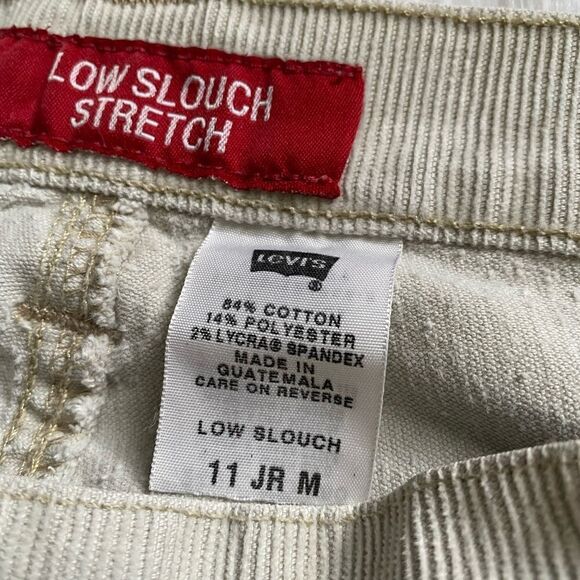 LOW SLOUCH
STRETCH
LEVI'S
®
84% COTTON
14% POLYESTER
2% LYCRA® SPANDEX
MADE IN
GUATEMALA
CARE ON REVERSE
LOW SLOUCH
11 JR M